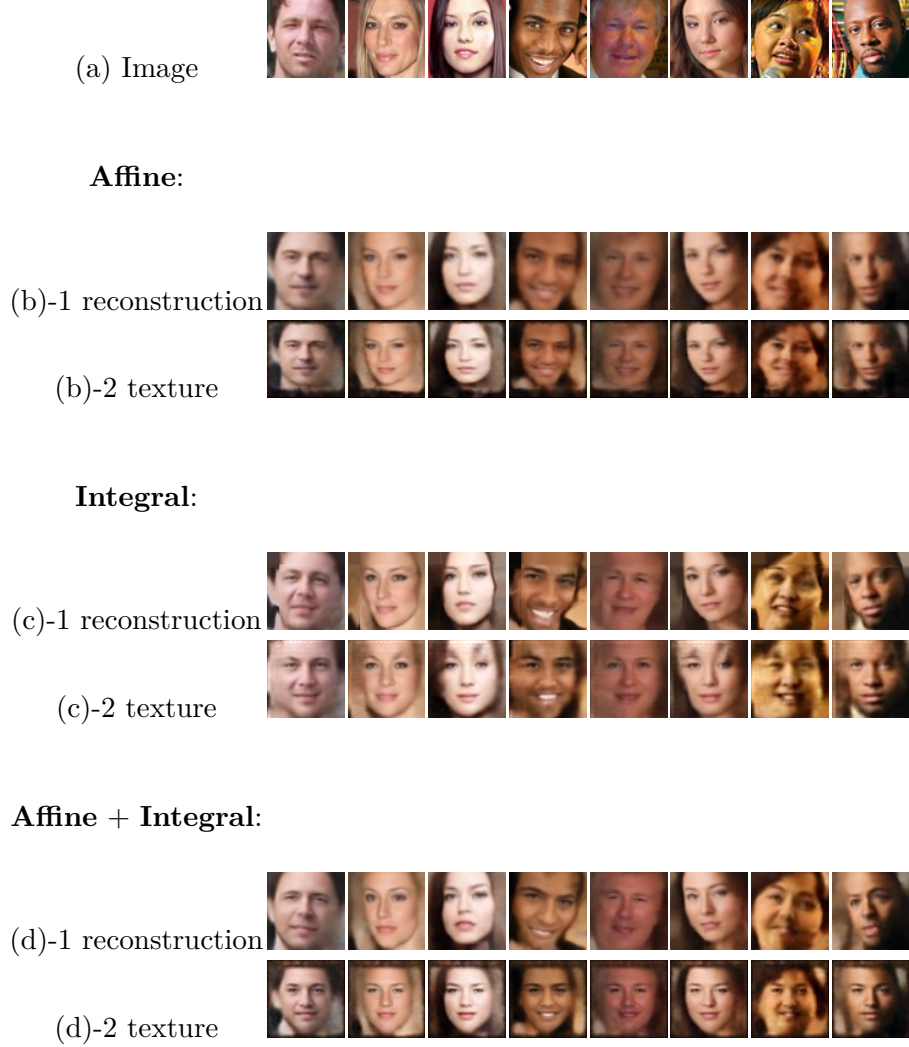 (a) Image
Affine:
(b)-1 reconstruction
(b)-2 texture
Integral:
(c)-1 reconstruction
(c)-2 texture
Affine + Integral:
(d)-1 reconstruction
(d)-2 texture